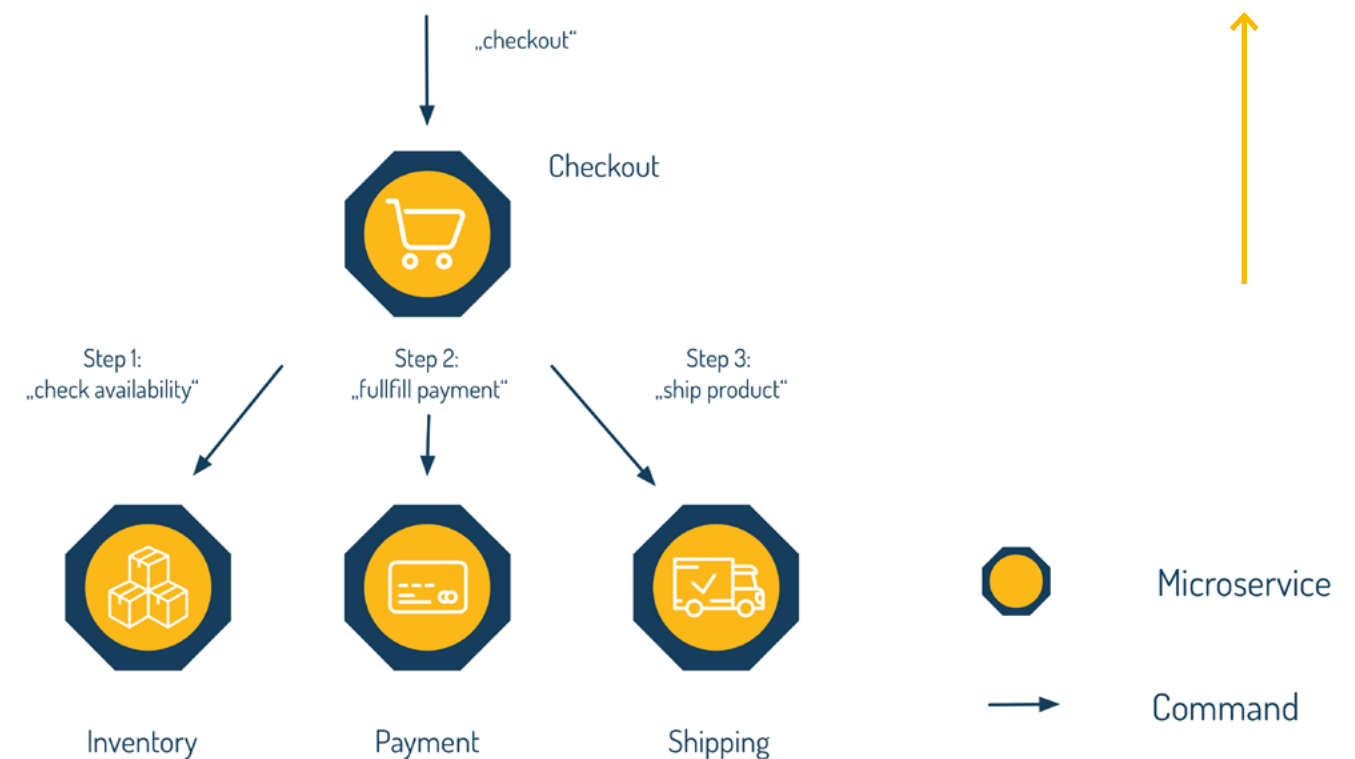 „checkout“
Checkout
Step 1:
„check availability“
Step 2:
„fullfill payment“
Step 3:
„ship product“
Microservice
Command
Inventory
Payment
Shipping